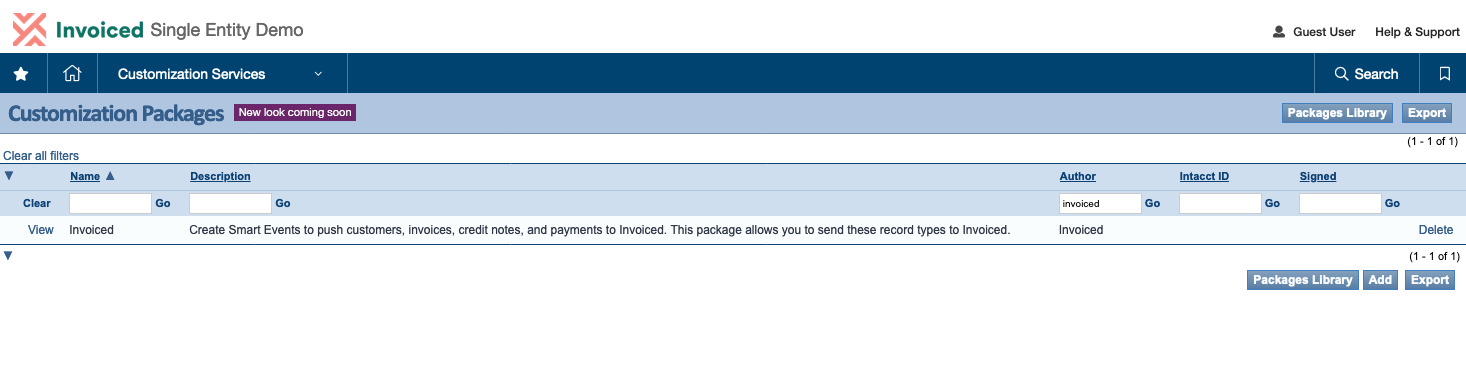 Invoiced Single Entity Demo
Guest User Help & Support
Customization Services Search
Customization Packages New look coming soon Packages Library Export
(1 - 1 of 1)
Clear all filters
Name Description Author Intacct ID Signed
Clear Go Go invoiced Go Go Go
View Invoiced Create Smart Events to push customers, invoices, credit notes, and payments to Invoiced. This package allows you to send these record types to Invoiced. Invoiced Delete
(1 - 1 of 1)
Packages Library Add Export